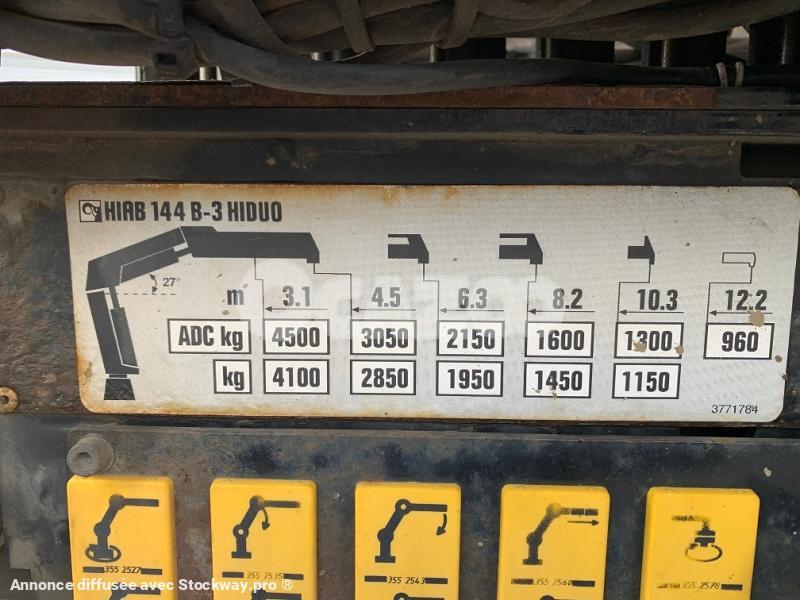 HIAB 144 B-3 HIDUO
27°
m 3.1 4.5 6.3 8.2 10.3 12.2
ADC kg 4500 3050 2150 1600 1300 960
kg 4100 2850 1950 1450 1150
3771784
355 2527 355 2535 355 2543 355 2560 355 2578
Annonce diffusée avec Stockway.pro ®